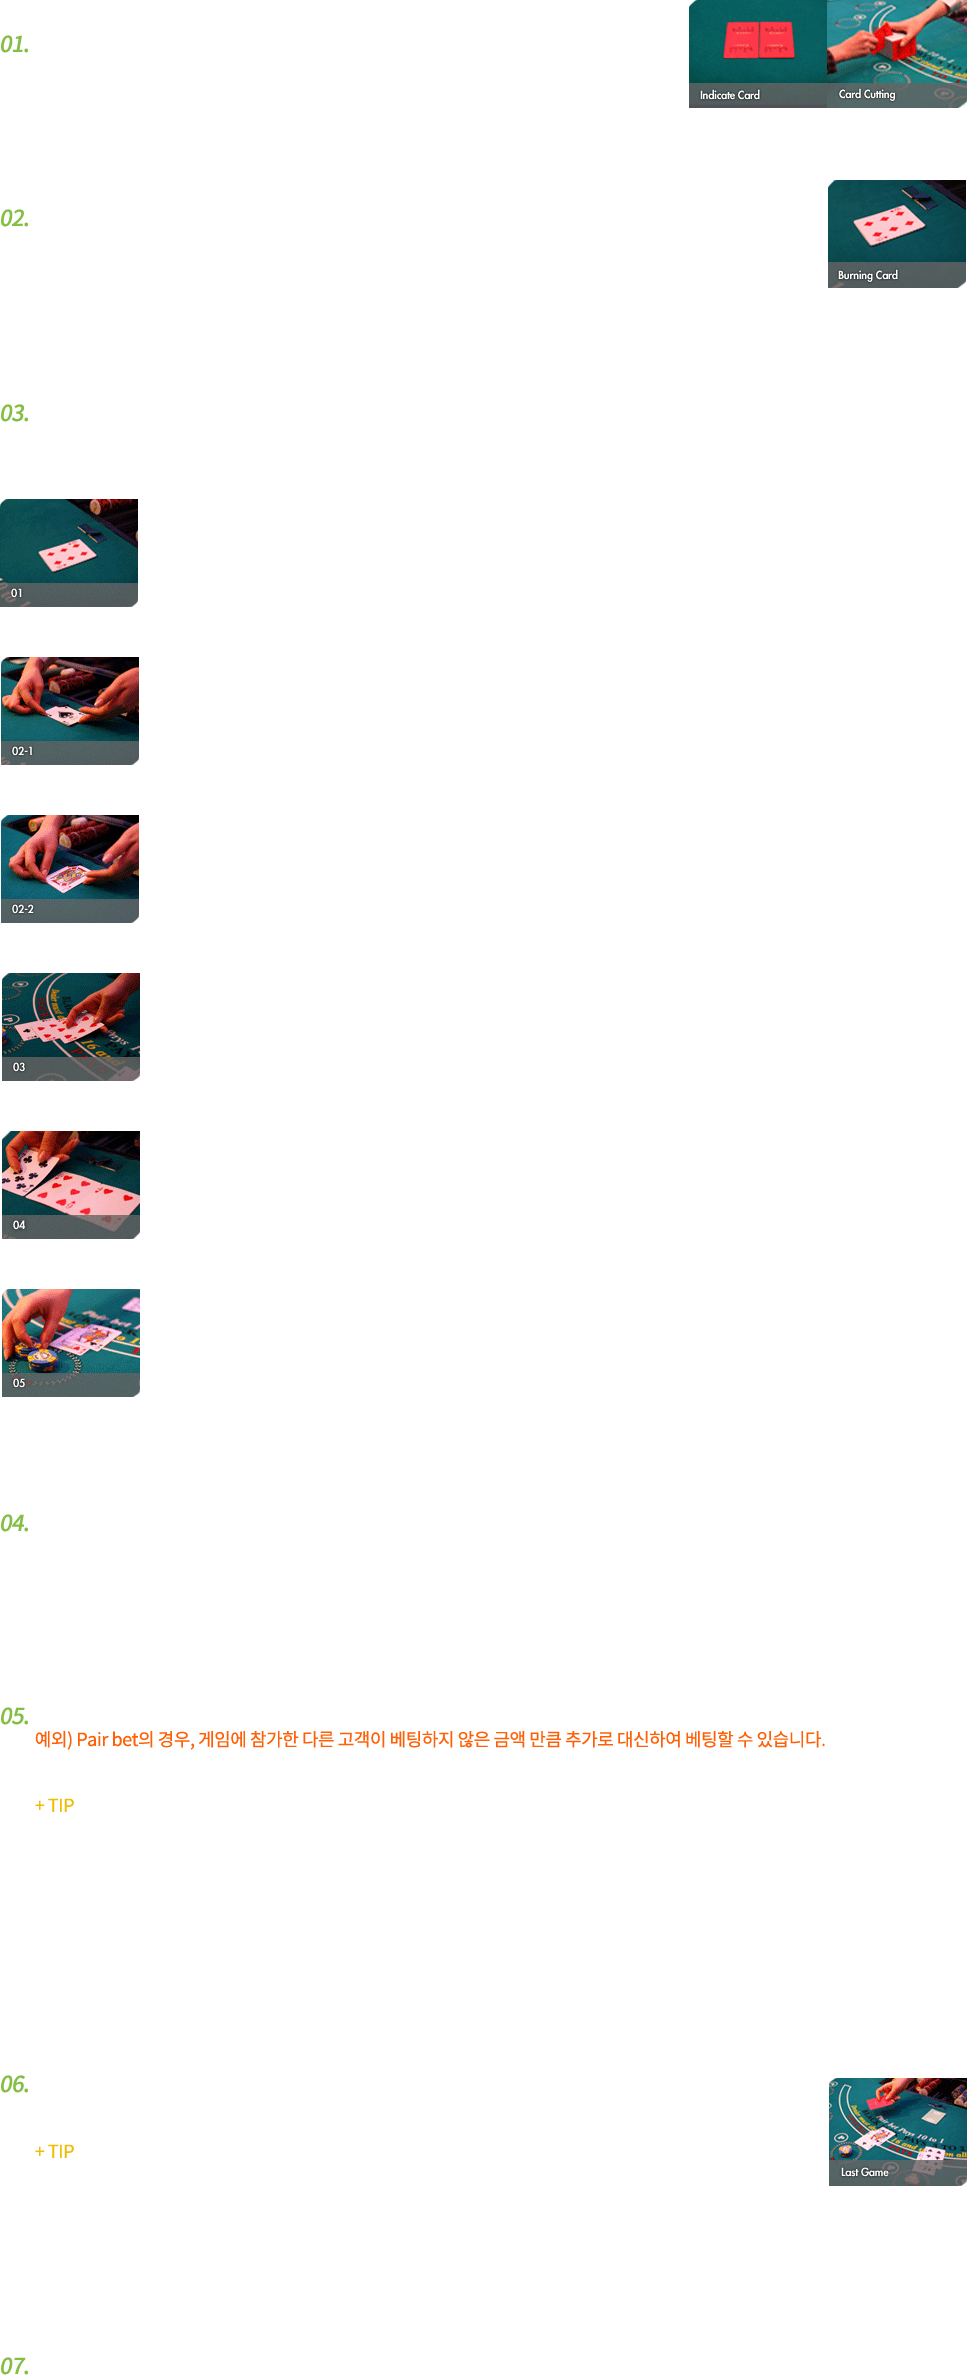 01.
Indicate Card
Card Cutting
02.
Burning Card
03.
01
02-1
02-2
03
04
05
04.
05.
예외) Pair bet의 경우, 게임에 참가한 다른 고객이 베팅하지 않은 금액 만큼 추가로 대신하여 베팅할 수 있습니다.
+ TIP
06.
+ TIP
Last Game
07.